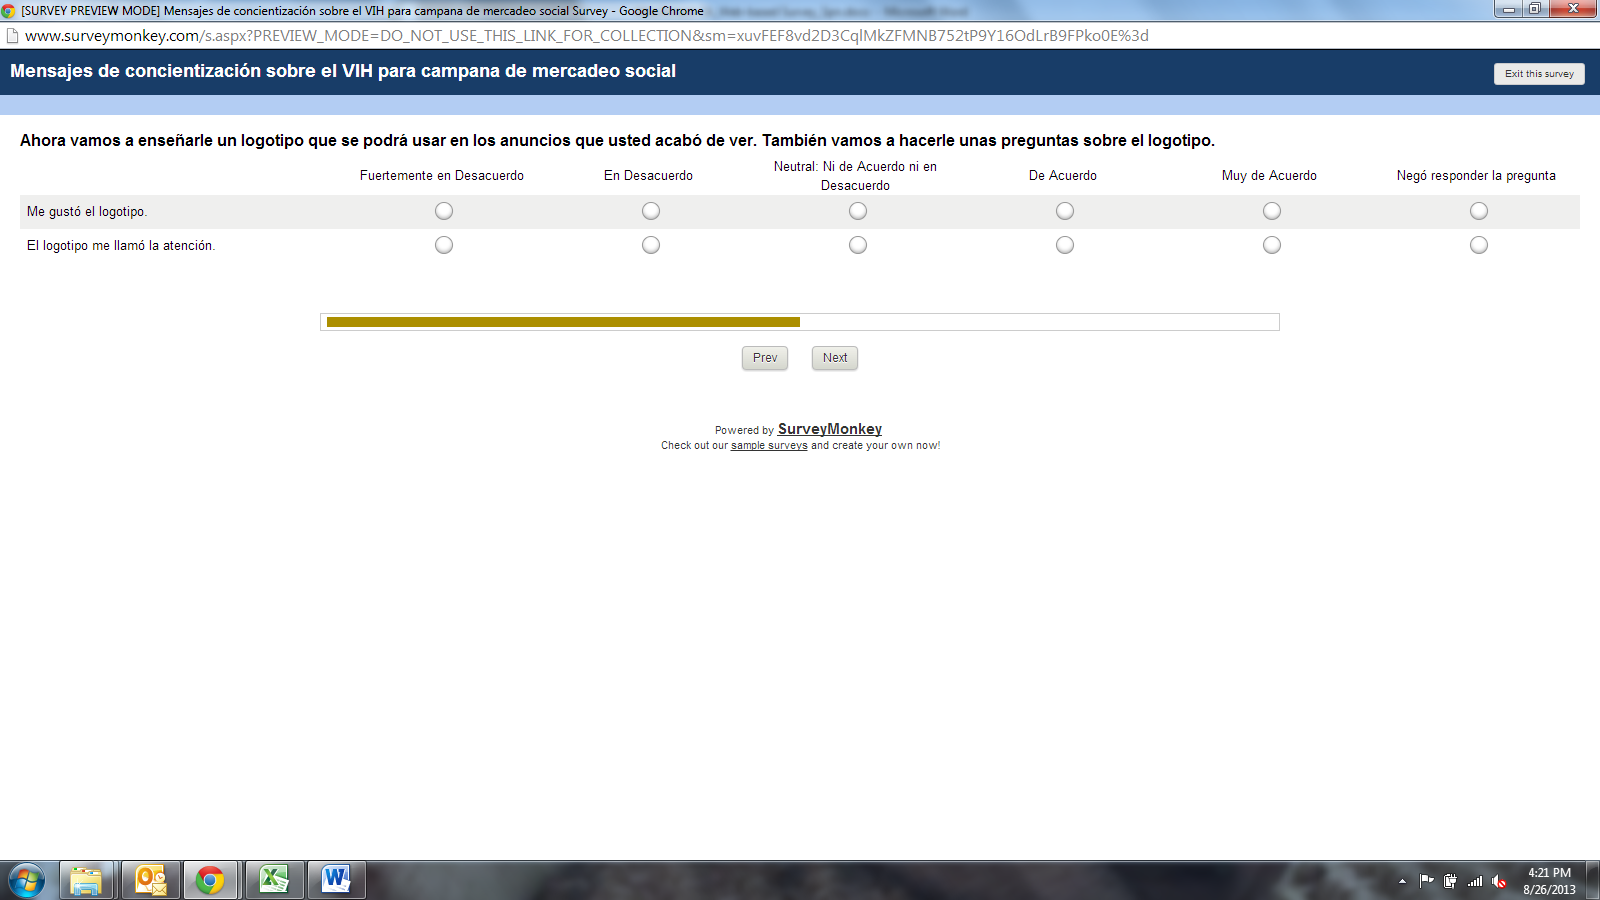 [SURVEY PREVIEW MODE] Mensajes de concientización sobre el VIH para campana de mercadeo social Survey - Google Chrome
www.surveymonkey.com/s.aspx?PREVIEW_MODE=DO_NOT_USE_THIS_LINK_FOR_COLLECTION&sm=xuvFEF8vd2D3CqlMkZFMNB752tP9Y16OdLrB9FPko0E%3d
Mensajes de concientización sobre el VIH para campana de mercadeo social
Exit this survey
Ahora vamos a enseñarle un logotipo que se podrá usar en los anuncios que usted acabó de ver. También vamos a hacerle unas preguntas sobre el logotipo.
Fuertemente en Desacuerdo
En Desacuerdo
Neutral: Ni de Acuerdo ni en
Desacuerdo
De Acuerdo
Muy de Acuerdo
Negó responder la pregunta
Me gustó el logotipo.
El logotipo me llamó la atención.
Prev
Next
Powered by SurveyMonkey
Check out our sample surveys and create your own now!
4:21 PM
8/26/2013